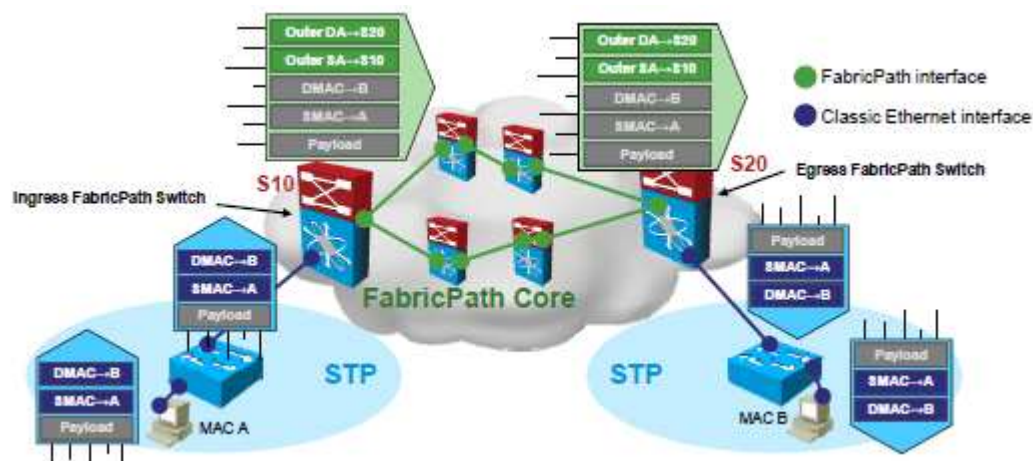 Outer DA→S20
Outer SA→S10
DMAC→B
SMAC→A
Payload
Outer DA→S20
Outer SA→S10
DMAC→B
SMAC→A
Payload
FabricPath interface
Classic Ethernet interface
S10
S20
Ingress FabricPath Switch
Egress FabricPath Switch
DMAC→B
SMAC→A
Payload
FabricPath Core
Payload
SMAC→A
DMAC→B
STP
STP
DMAC→B
SMAC→A
Payload
MAC A
MAC B
Payload
SMAC→A
DMAC→B